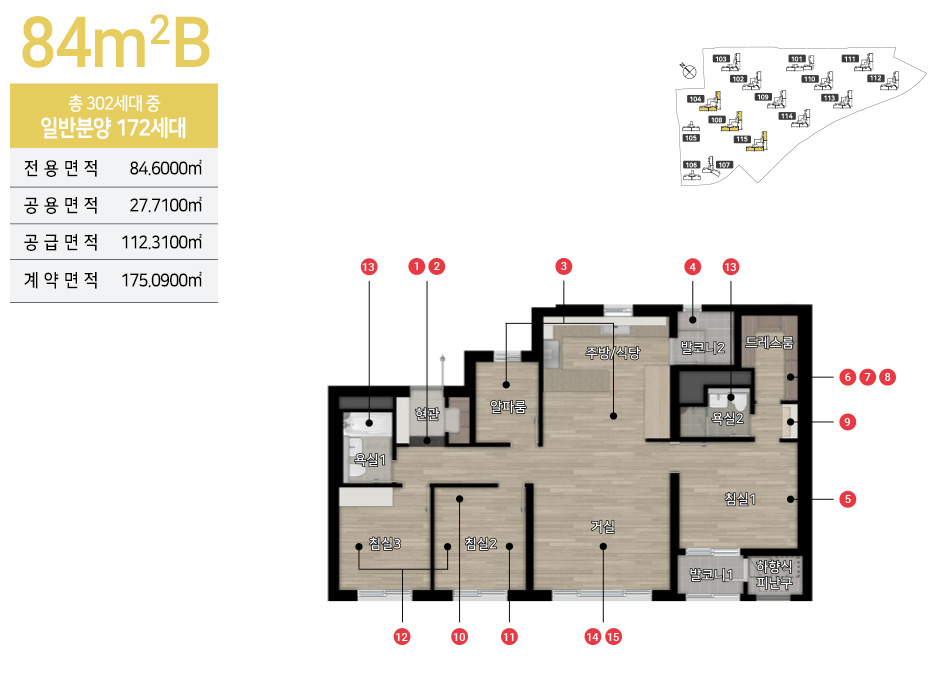 84m²B
총 302세대 중
일반분양 172세대
전용면적 84.6000㎡
공용면적 27.7100㎡
공급면적 112.3100㎡
계약면적 175.0900㎡
103 101 111
102 110 112
104 109 113
108 114
105 115
106 107
13 1 2 3 4 13
주방/식당 발코니2 드레스룸
6 7 8
알파룸
현관 욕실2 9
욕실1
침실1 5
거실
침실3 침실2
하향식
발코니1 피난구
12 10 11 14 15